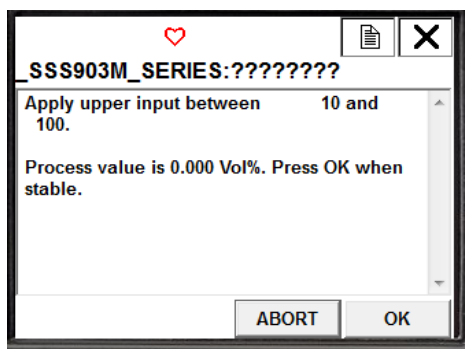 _SSS903M_SERIES:????????
Apply upper input between 10 and
100.
Process value is 0.000 Vol%. Press OK when
stable.
ABORT OK